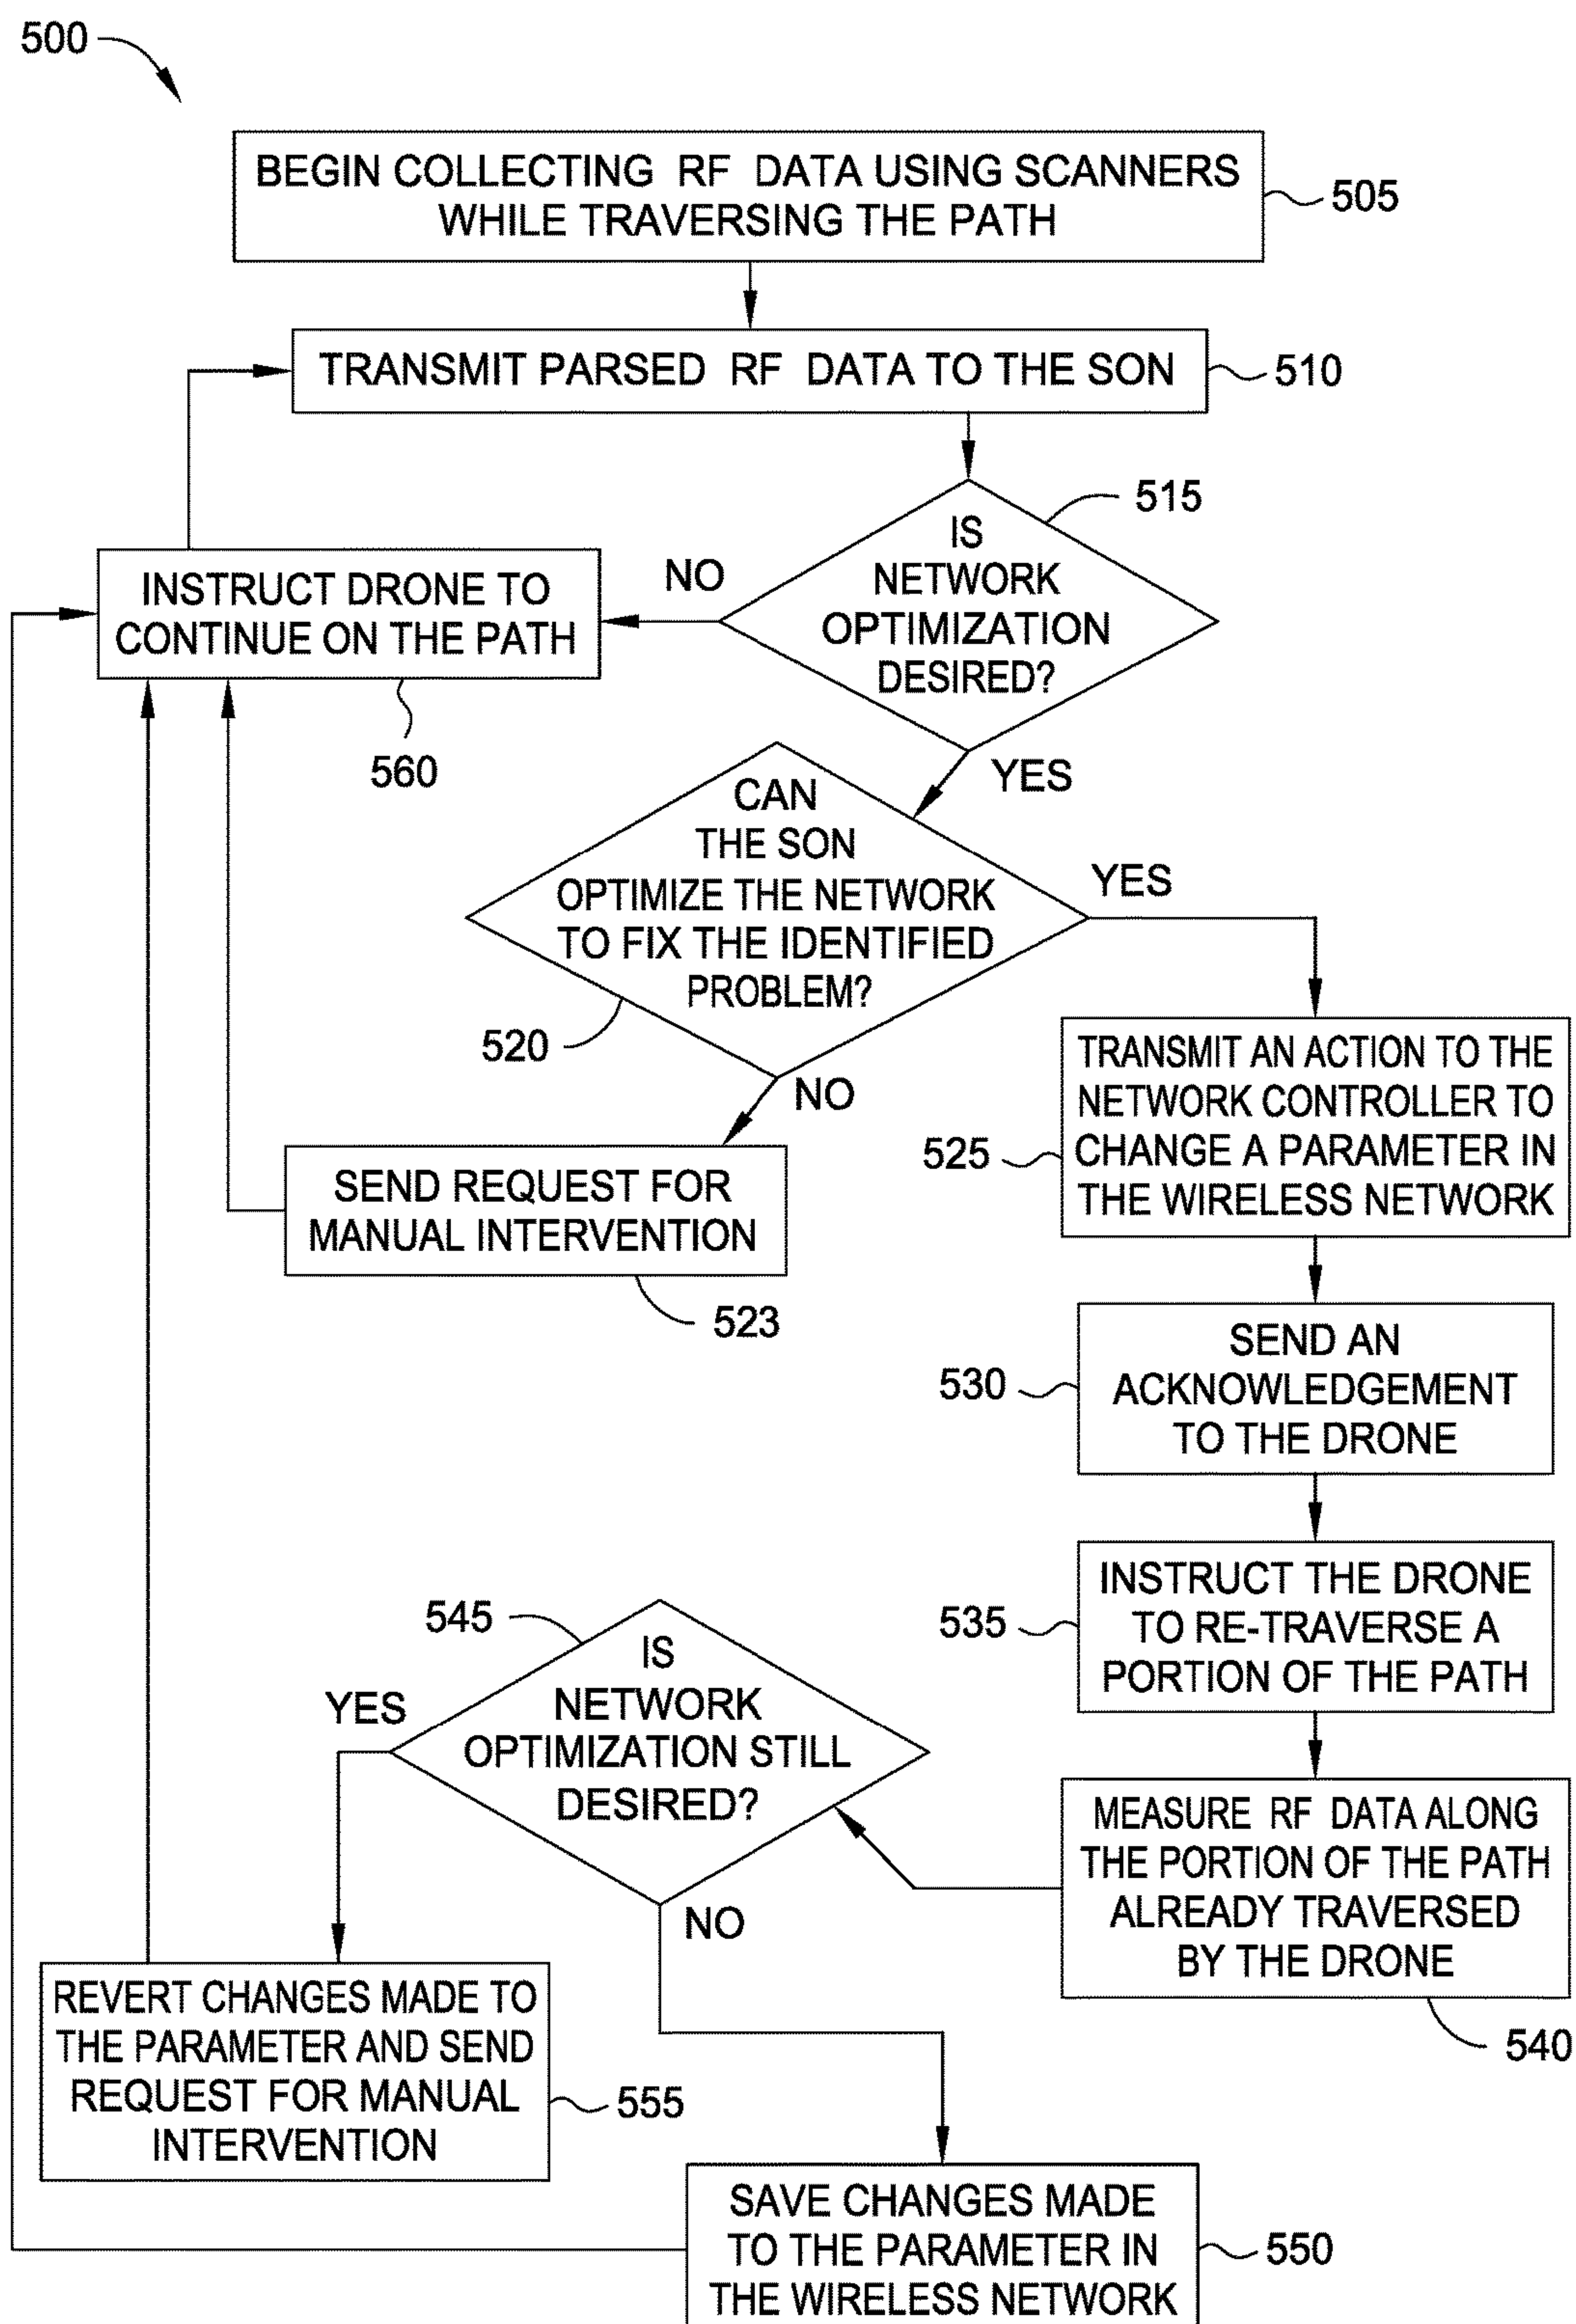 500
BEGIN COLLECTING RF DATA USING SCANNERS
WHILE TRAVERSING THE PATH
505
TRANSMIT PARSED RF DATA TO THE SON
510
515
IS
NETWORK
OPTIMIZATION
DESIRED?
NO
INSTRUCT DRONE TO
CONTINUE ON THE PATH
560
YES
CAN
THE SON
OPTIMIZE THE NETWORK
TO FIX THE IDENTIFIED
PROBLEM?
YES
520
NO
SEND REQUEST FOR
MANUAL INTERVENTION
523
TRANSMIT AN ACTION TO THE
NETWORK CONTROLLER TO
CHANGE A PARAMETER IN
THE WIRELESS NETWORK
525
SEND AN
ACKNOWLEDGEMENT
TO THE DRONE
530
INSTRUCT THE DRONE
TO RE-TRAVERSE A
PORTION OF THE PATH
535
MEASURE RF DATA ALONG
THE PORTION OF THE PATH
ALREADY TRAVERSED
BY THE DRONE
540
545
IS
NETWORK
OPTIMIZATION STILL
DESIRED?
YES
NO
REVERT CHANGES MADE TO
THE PARAMETER AND SEND
REQUEST FOR MANUAL
INTERVENTION
555
SAVE CHANGES MADE
TO THE PARAMETER IN
THE WIRELESS NETWORK
550